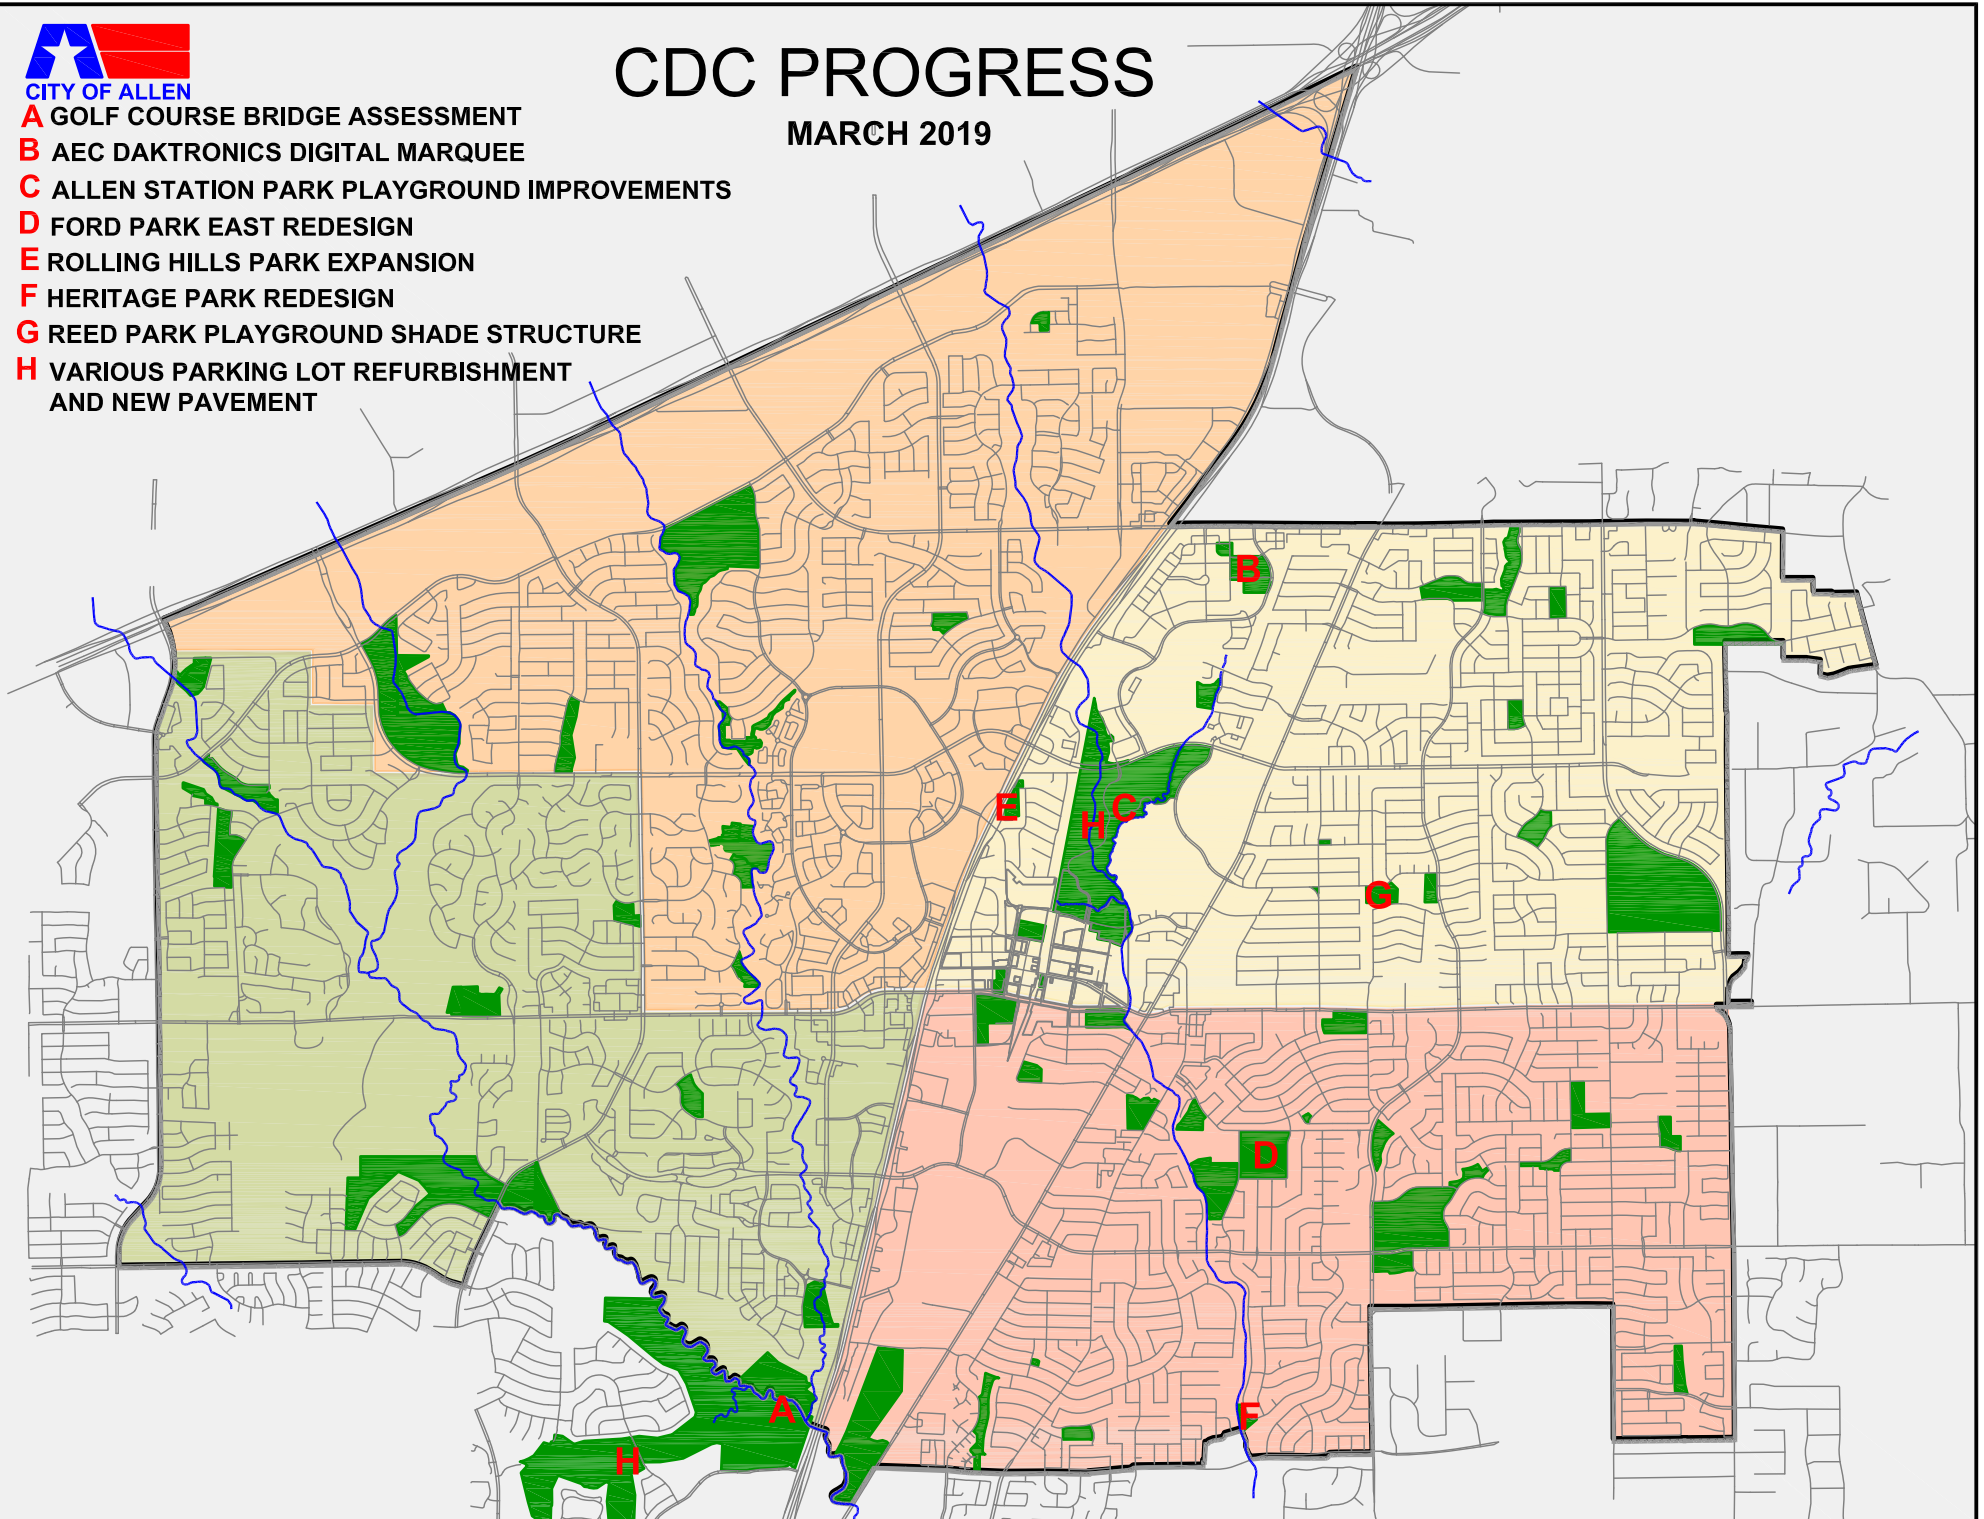 CITY OF ALLEN
CDC PROGRESS
MARCH 2019
A GOLF COURSE BRIDGE ASSESSMENT
B AEC DAKTRONICS DIGITAL MARQUEE
C ALLEN STATION PARK PLAYGROUND IMPROVEMENTS
D FORD PARK EAST REDESIGN
E ROLLING HILLS PARK EXPANSION
F HERITAGE PARK REDESIGN
G REED PARK PLAYGROUND SHADE STRUCTURE
H VARIOUS PARKING LOT REFURBISHMENT
AND NEW PAVEMENT
B
E
C
H
G
D
A
F
H